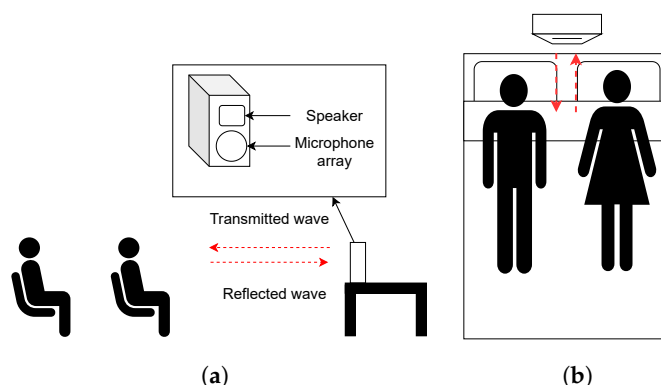 Speaker
Microphone
array
Transmitted wave
Reflected wave
(a)
(b)